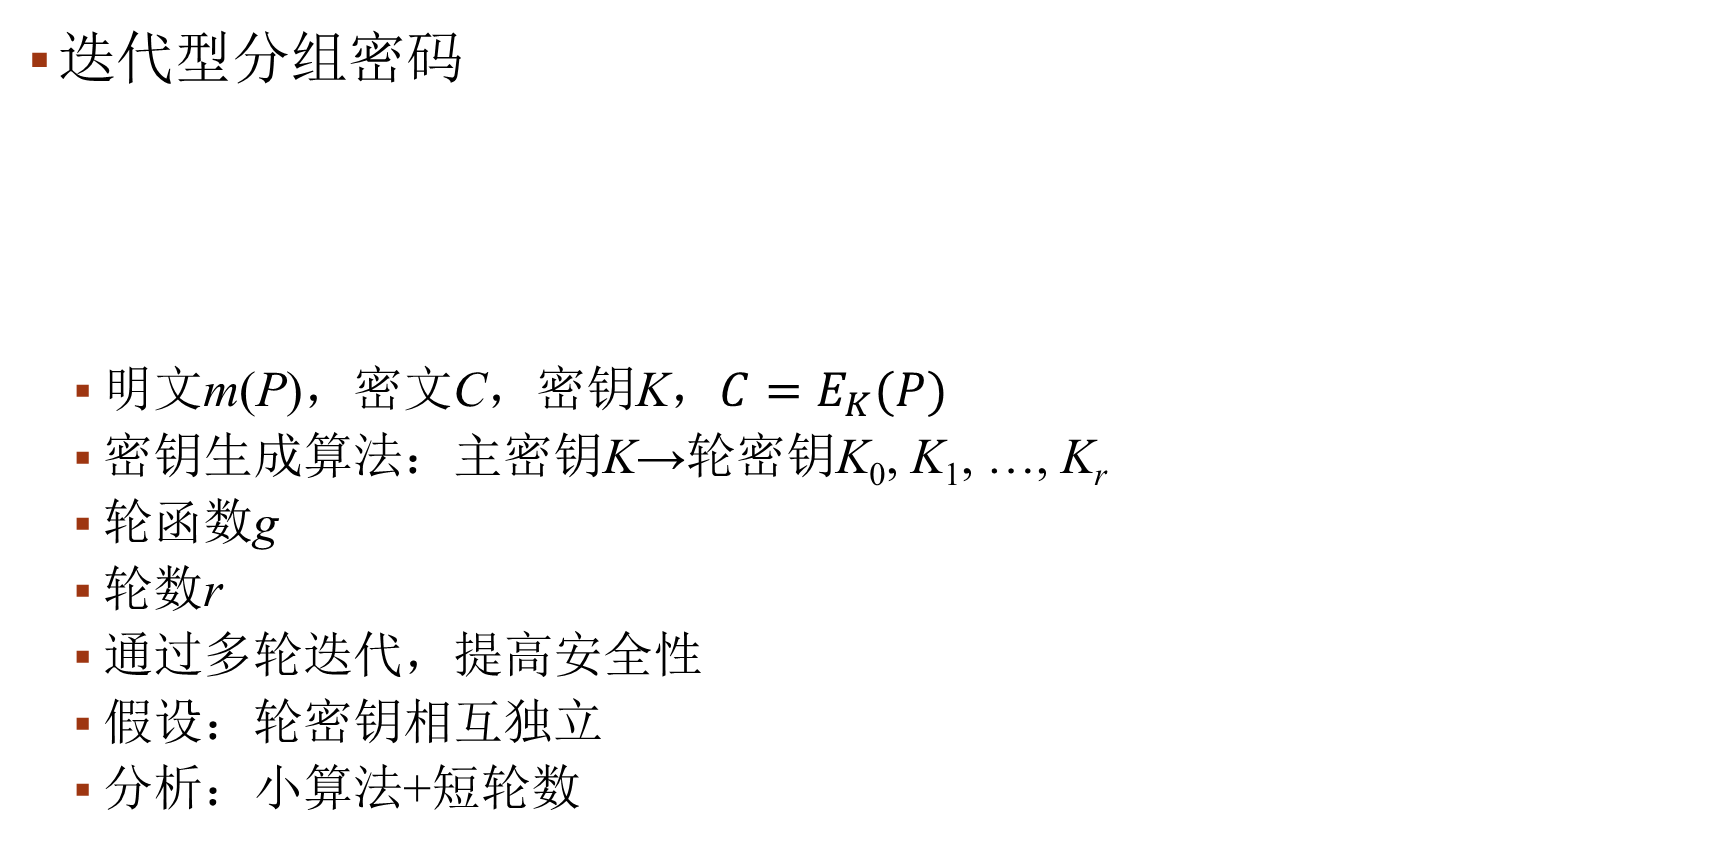 ▪迭代型分组密码
▪明文m(P)，密文C，密钥K，C = E_K(P)
▪密钥生成算法：主密钥K→轮密钥K₀, K₁, …, Kᵣ
▪轮函数g
▪轮数r
▪通过多轮迭代，提高安全性
▪假设：轮密钥相互独立
▪分析：小算法+短轮数